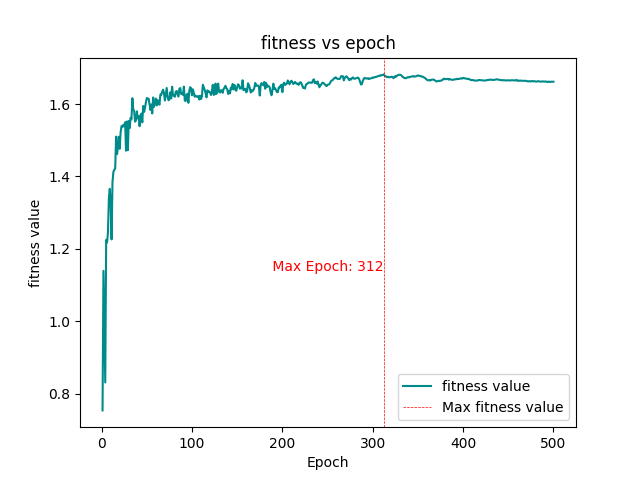 fitness vs epoch
fitness value
1.6
1.4
1.2
1.0
0.8
Max Epoch: 312
fitness value
Max fitness value
0
100
200
300
400
500
Epoch